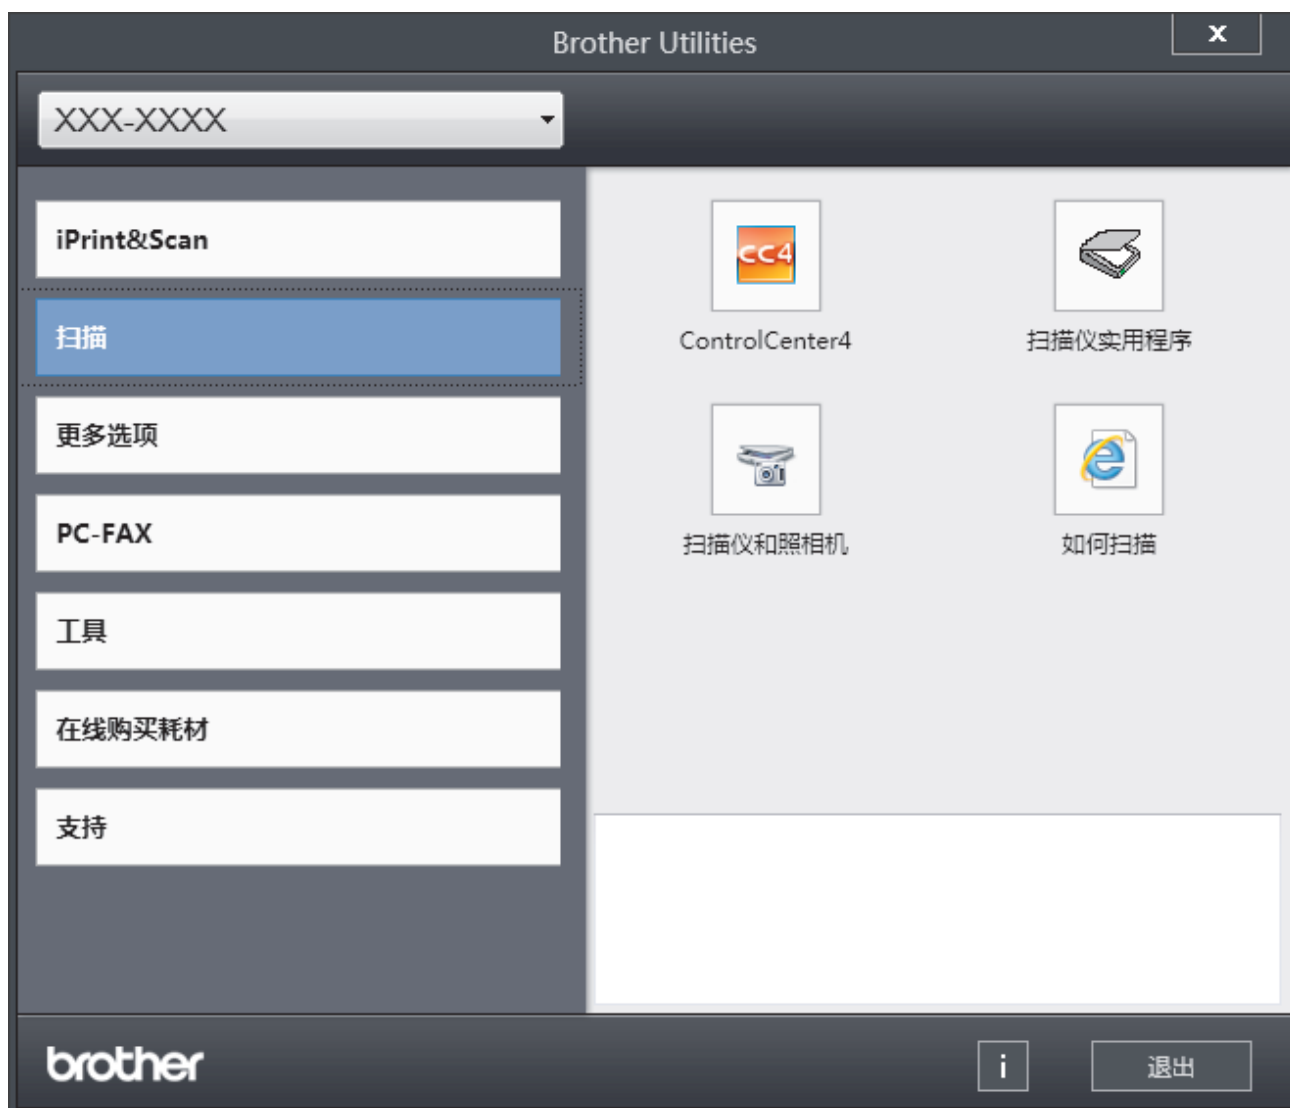 Brother Utilities
x
XXX-XXXX
iPrint&Scan
扫描
更多选项
PC-FAX
工具
在线购买耗材
支持
CC4
ControlCenter4
扫描仪实用程序
扫描仪和照相机
如何扫描
brother
i
退出